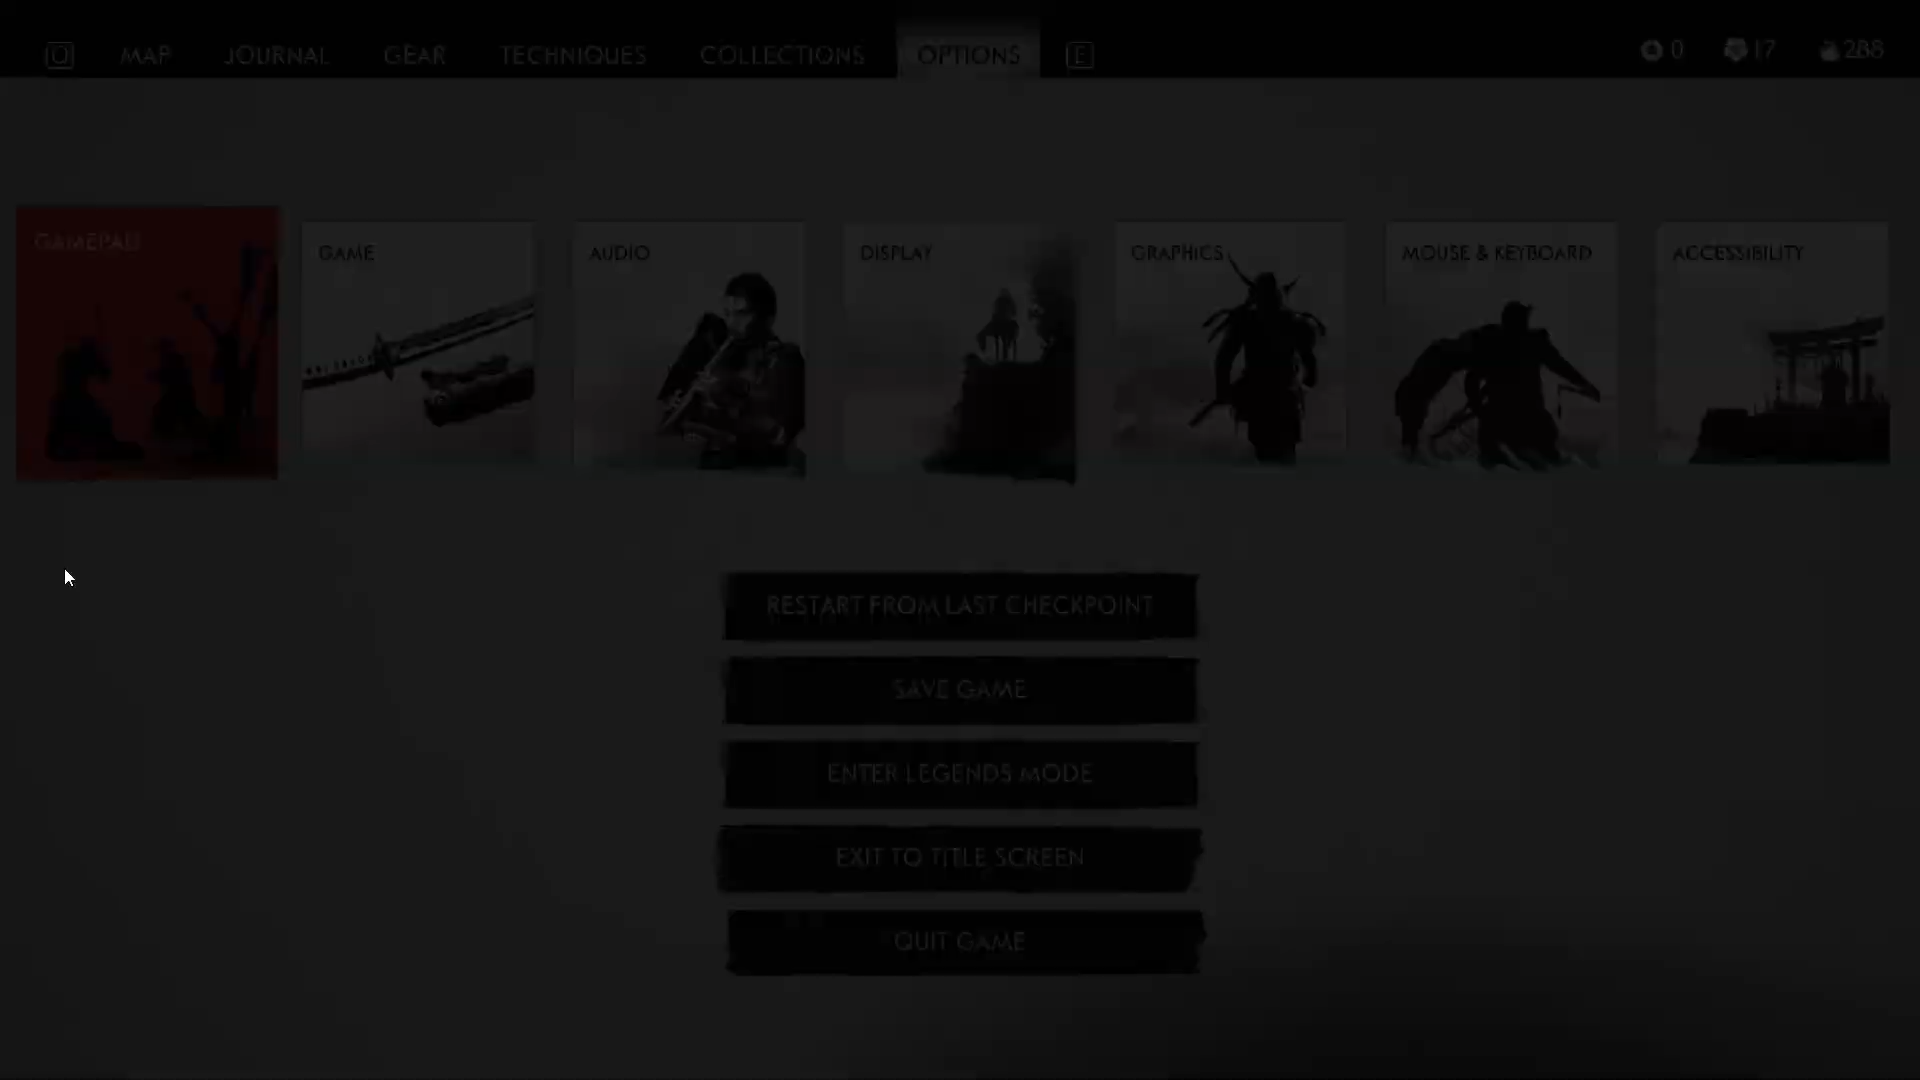 Q MAP JOURNAL GEAR TECHNIQUES COLLECTIONS OPTIONS E 0 17 288
GAMEPAD
GAME
AUDIO
DISPLAY
GRAPHICS
MOUSE & KEYBOARD
ACCESSIBILITY
RESTART FROM LAST CHECKPOINT
SAVE GAME
ENTER LEGENDS MODE
EXIT TO TITLE SCREEN
QUIT GAME